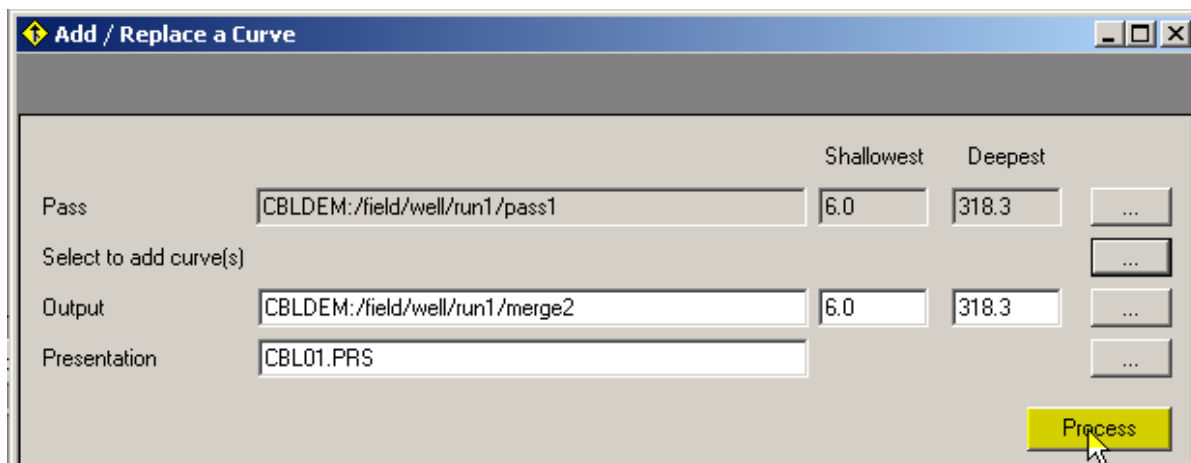 Add / Replace a Curve
Shallowest Deepest
Pass CBLDEM:/field/well/run1/pass1 6.0 318.3 ...
Select to add curve(s) ...
Output CBLDEM:/field/well/run1/merge2 6.0 318.3 ...
Presentation CBL01.PRS ...
Process